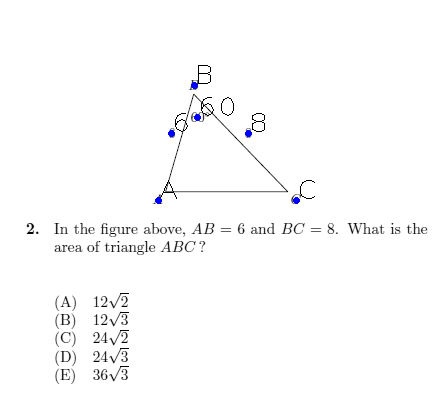 B
6 60 8
A C
2. In the figure above, AB = 6 and BC = 8. What is the
area of triangle ABC?
(A) 12√2
(B) 12√3
(C) 24√2
(D) 24√3
(E) 36√3